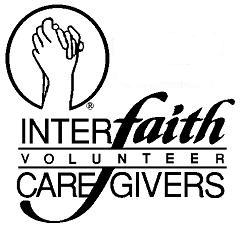 ®
INTERfaith
VOLUNTEER
CAREGIVERS